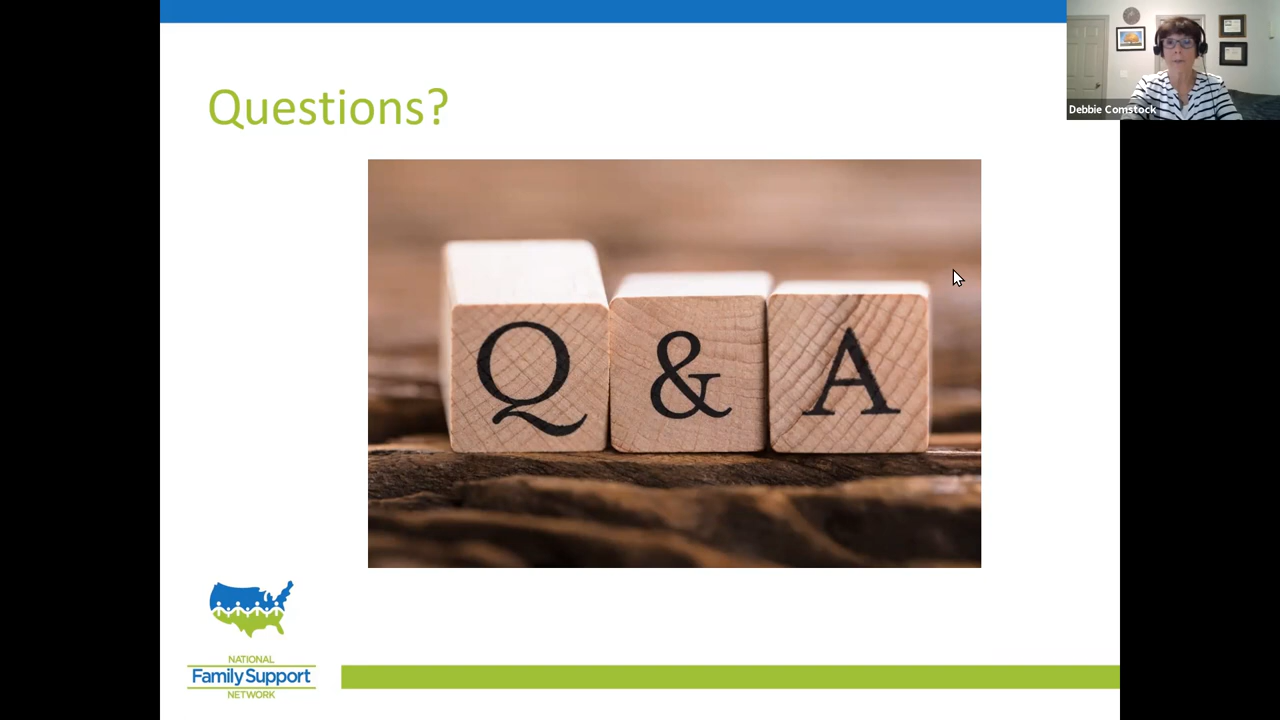 Questions?
Debbie Comstock
Q & A
NATIONAL
Family Support
NETWORK